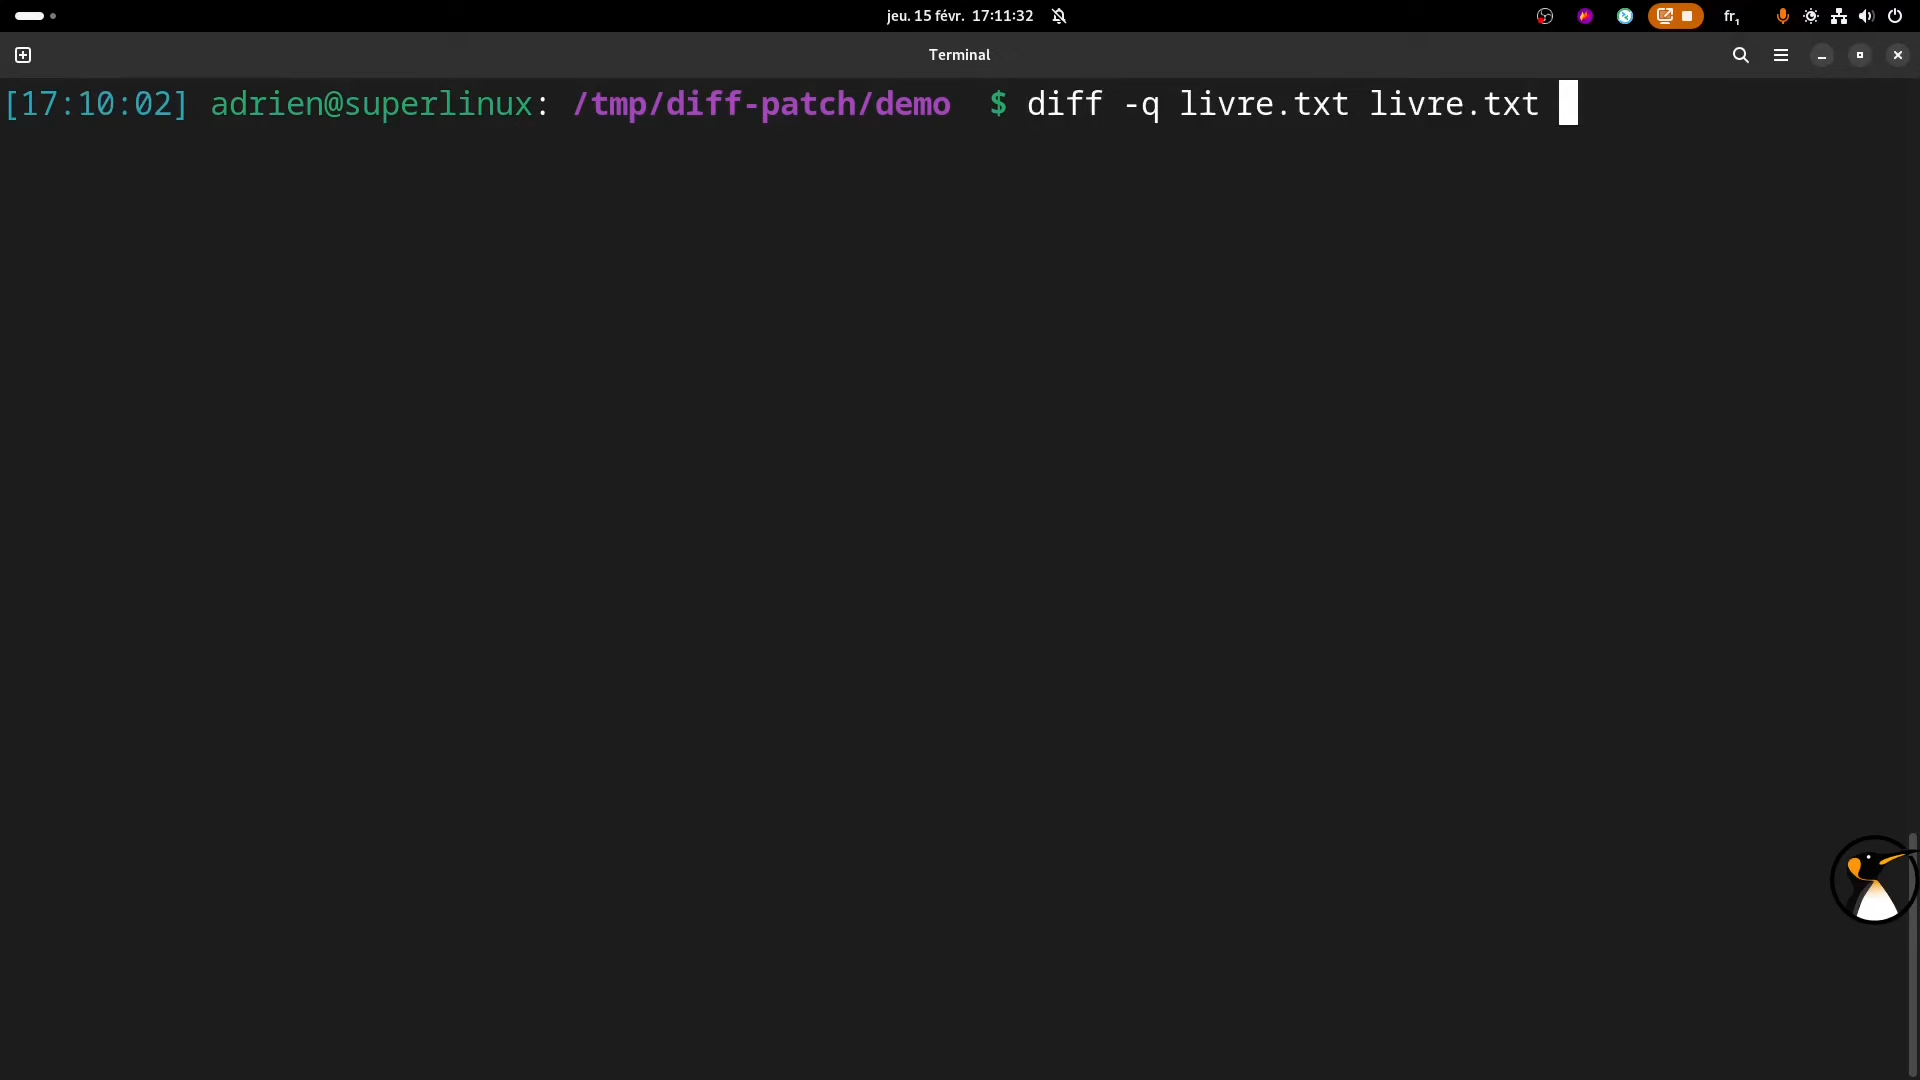 jeu. 15 févr. 17:11:32
fr₁
Terminal
[17:10:02] adrien@superlinux: /tmp/diff-patch/demo $ diff -q livre.txt livre.txt